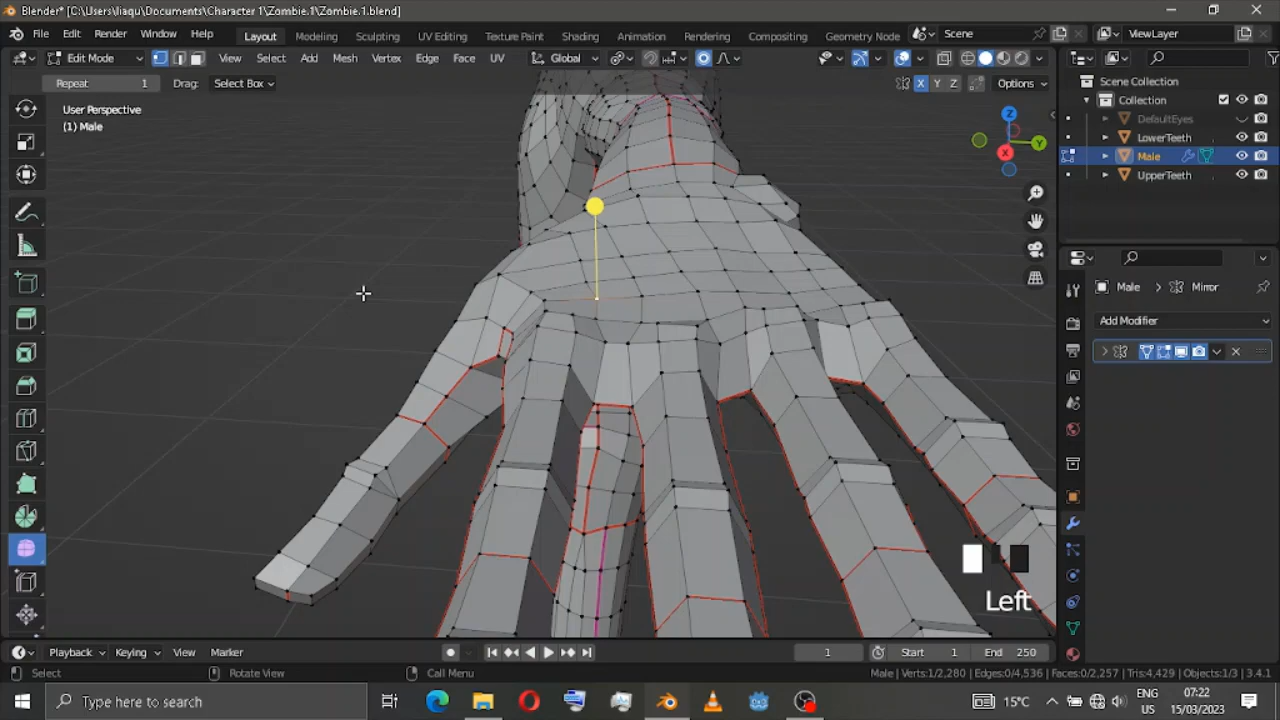 Blender* [C:\Users\liaqu\Documents\Character 1\Zombie.1\Zombie.1.blend]
File Edit Render Window Help Layout Modeling Sculpting UV Editing Texture Paint Shading Animation Rendering Compositing Geometry Node Scene ViewLayer
Edit Mode View Select Add Mesh Vertex Edge Face UV Global
Repeat 1 Drag: Select Box X Y Z Options
User Perspective
(1) Male
Z
Y
X
Scene Collection
Collection
DefaultEyes
LowerTeeth
Male
UpperTeeth
Male > Mirror
Add Modifier
Left
Playback Keying View Marker 1 Start 1 End 250
Select Rotate View Call Menu Male | Verts:1/2,280 | Edges:0/4,536 | Faces:0/2,257 | Tris:4,429 | Objects:1/3 | 3.4.1
Type here to search 15°C ENG US 07:22 15/03/2023